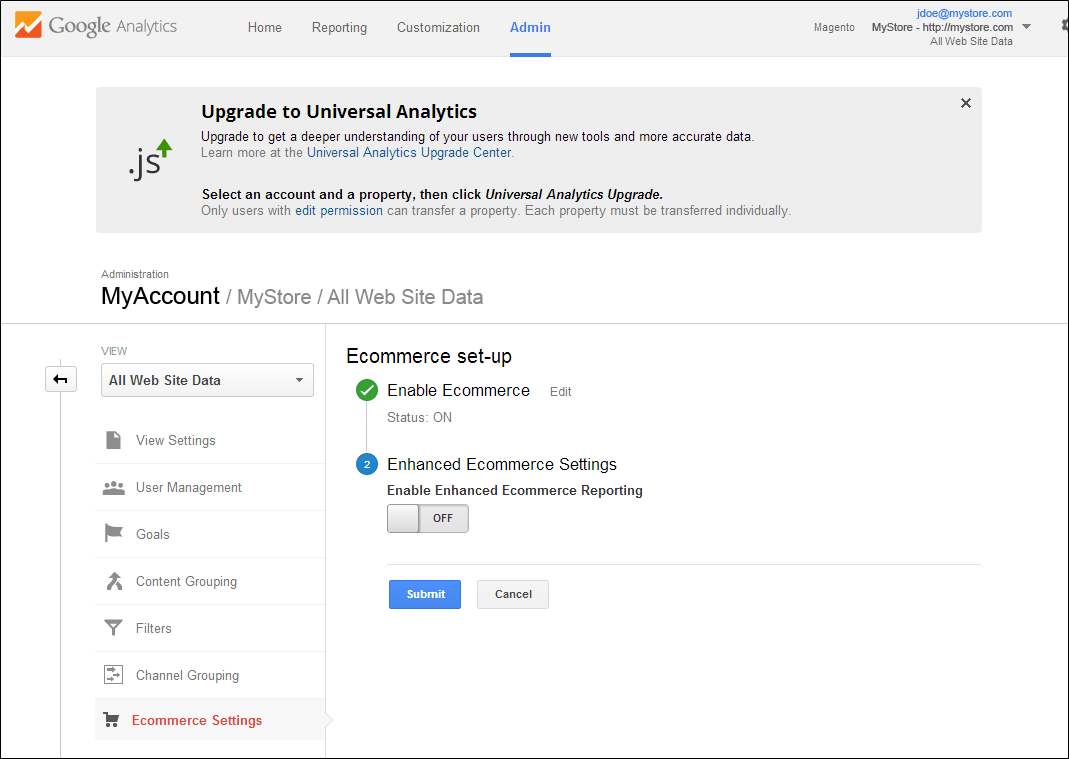 Google Analytics
Home Reporting Customization Admin
Magento
jdoe@mystore.com
MyStore - http://mystore.com
All Web Site Data
.js
Upgrade to Universal Analytics
Upgrade to get a deeper understanding of your users through new tools and more accurate data.
Learn more at the Universal Analytics Upgrade Center.
Select an account and a property, then click Universal Analytics Upgrade.
Only users with edit permission can transfer a property. Each property must be transferred individually.
Administration
MyAccount / MyStore / All Web Site Data
VIEW
All Web Site Data
View Settings
User Management
Goals
Content Grouping
Filters
Channel Grouping
Ecommerce Settings
Ecommerce set-up
Enable Ecommerce Edit
Status: ON
2 Enhanced Ecommerce Settings
Enable Enhanced Ecommerce Reporting
OFF
Submit Cancel